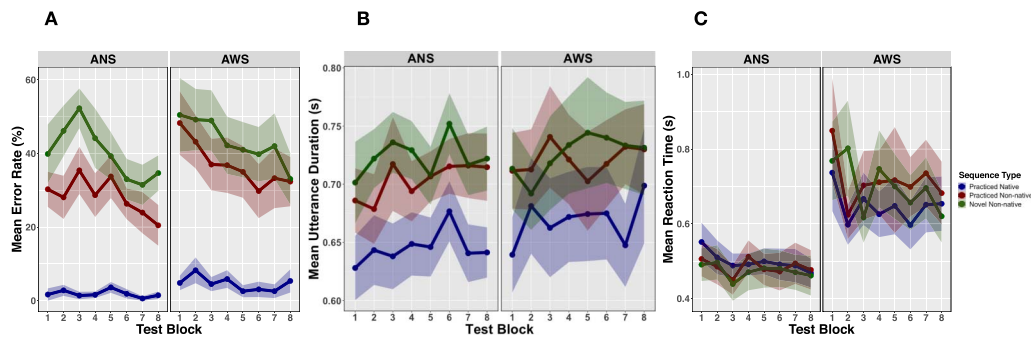 A
B
C
ANS
AWS
ANS
AWS
ANS
AWS
Mean Error Rate (%)
60
40
20
0
1 2 3 4 5 6 7 8
1 2 3 4 5 6 7 8
Test Block
Mean Utterance Duration (s)
0.80
0.75
0.70
0.65
0.60
1 2 3 4 5 6 7 8
1 2 3 4 5 6 7 8
Test Block
Mean Reaction Time (s)
1.0
0.8
0.6
0.4
1 2 3 4 5 6 7 8
1 2 3 4 5 6 7 8
Test Block
Sequence Type
Practiced Native
Practiced Non-native
Novel Non-native